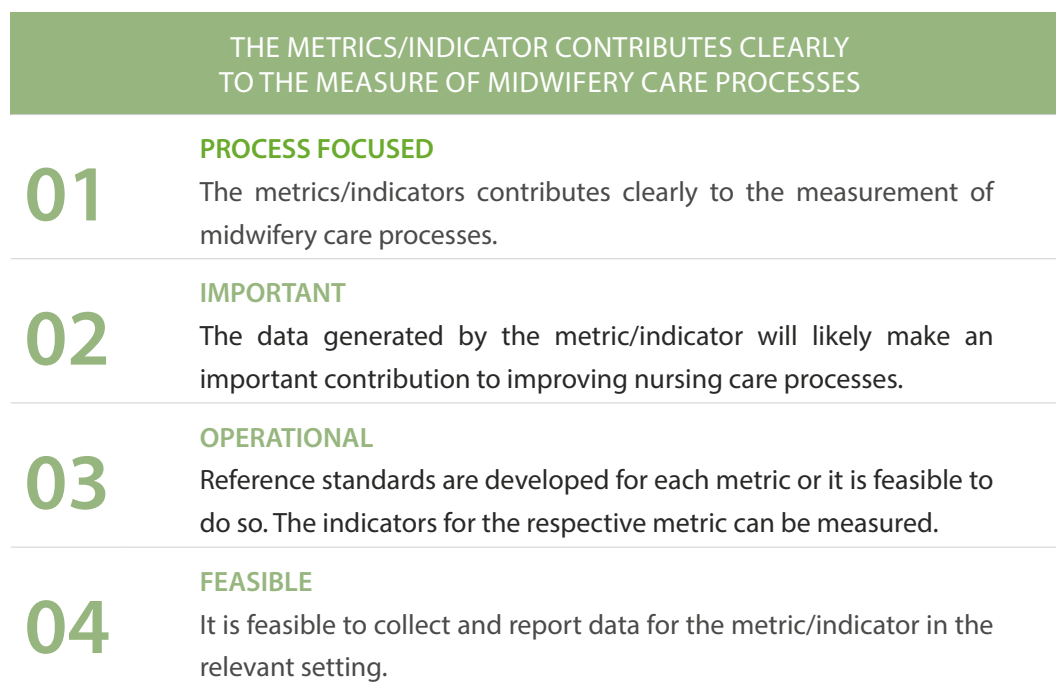 THE METRICS/INDICATOR CONTRIBUTES CLEARLY
TO THE MEASURE OF MIDWIFERY CARE PROCESSES
01
PROCESS FOCUSED
The metrics/indicators contributes clearly to the measurement of
midwifery care processes.
02
IMPORTANT
The data generated by the metric/indicator will likely make an
important contribution to improving nursing care processes.
03
OPERATIONAL
Reference standards are developed for each metric or it is feasible to
do so. The indicators for the respective metric can be measured.
04
FEASIBLE
It is feasible to collect and report data for the metric/indicator in the
relevant setting.